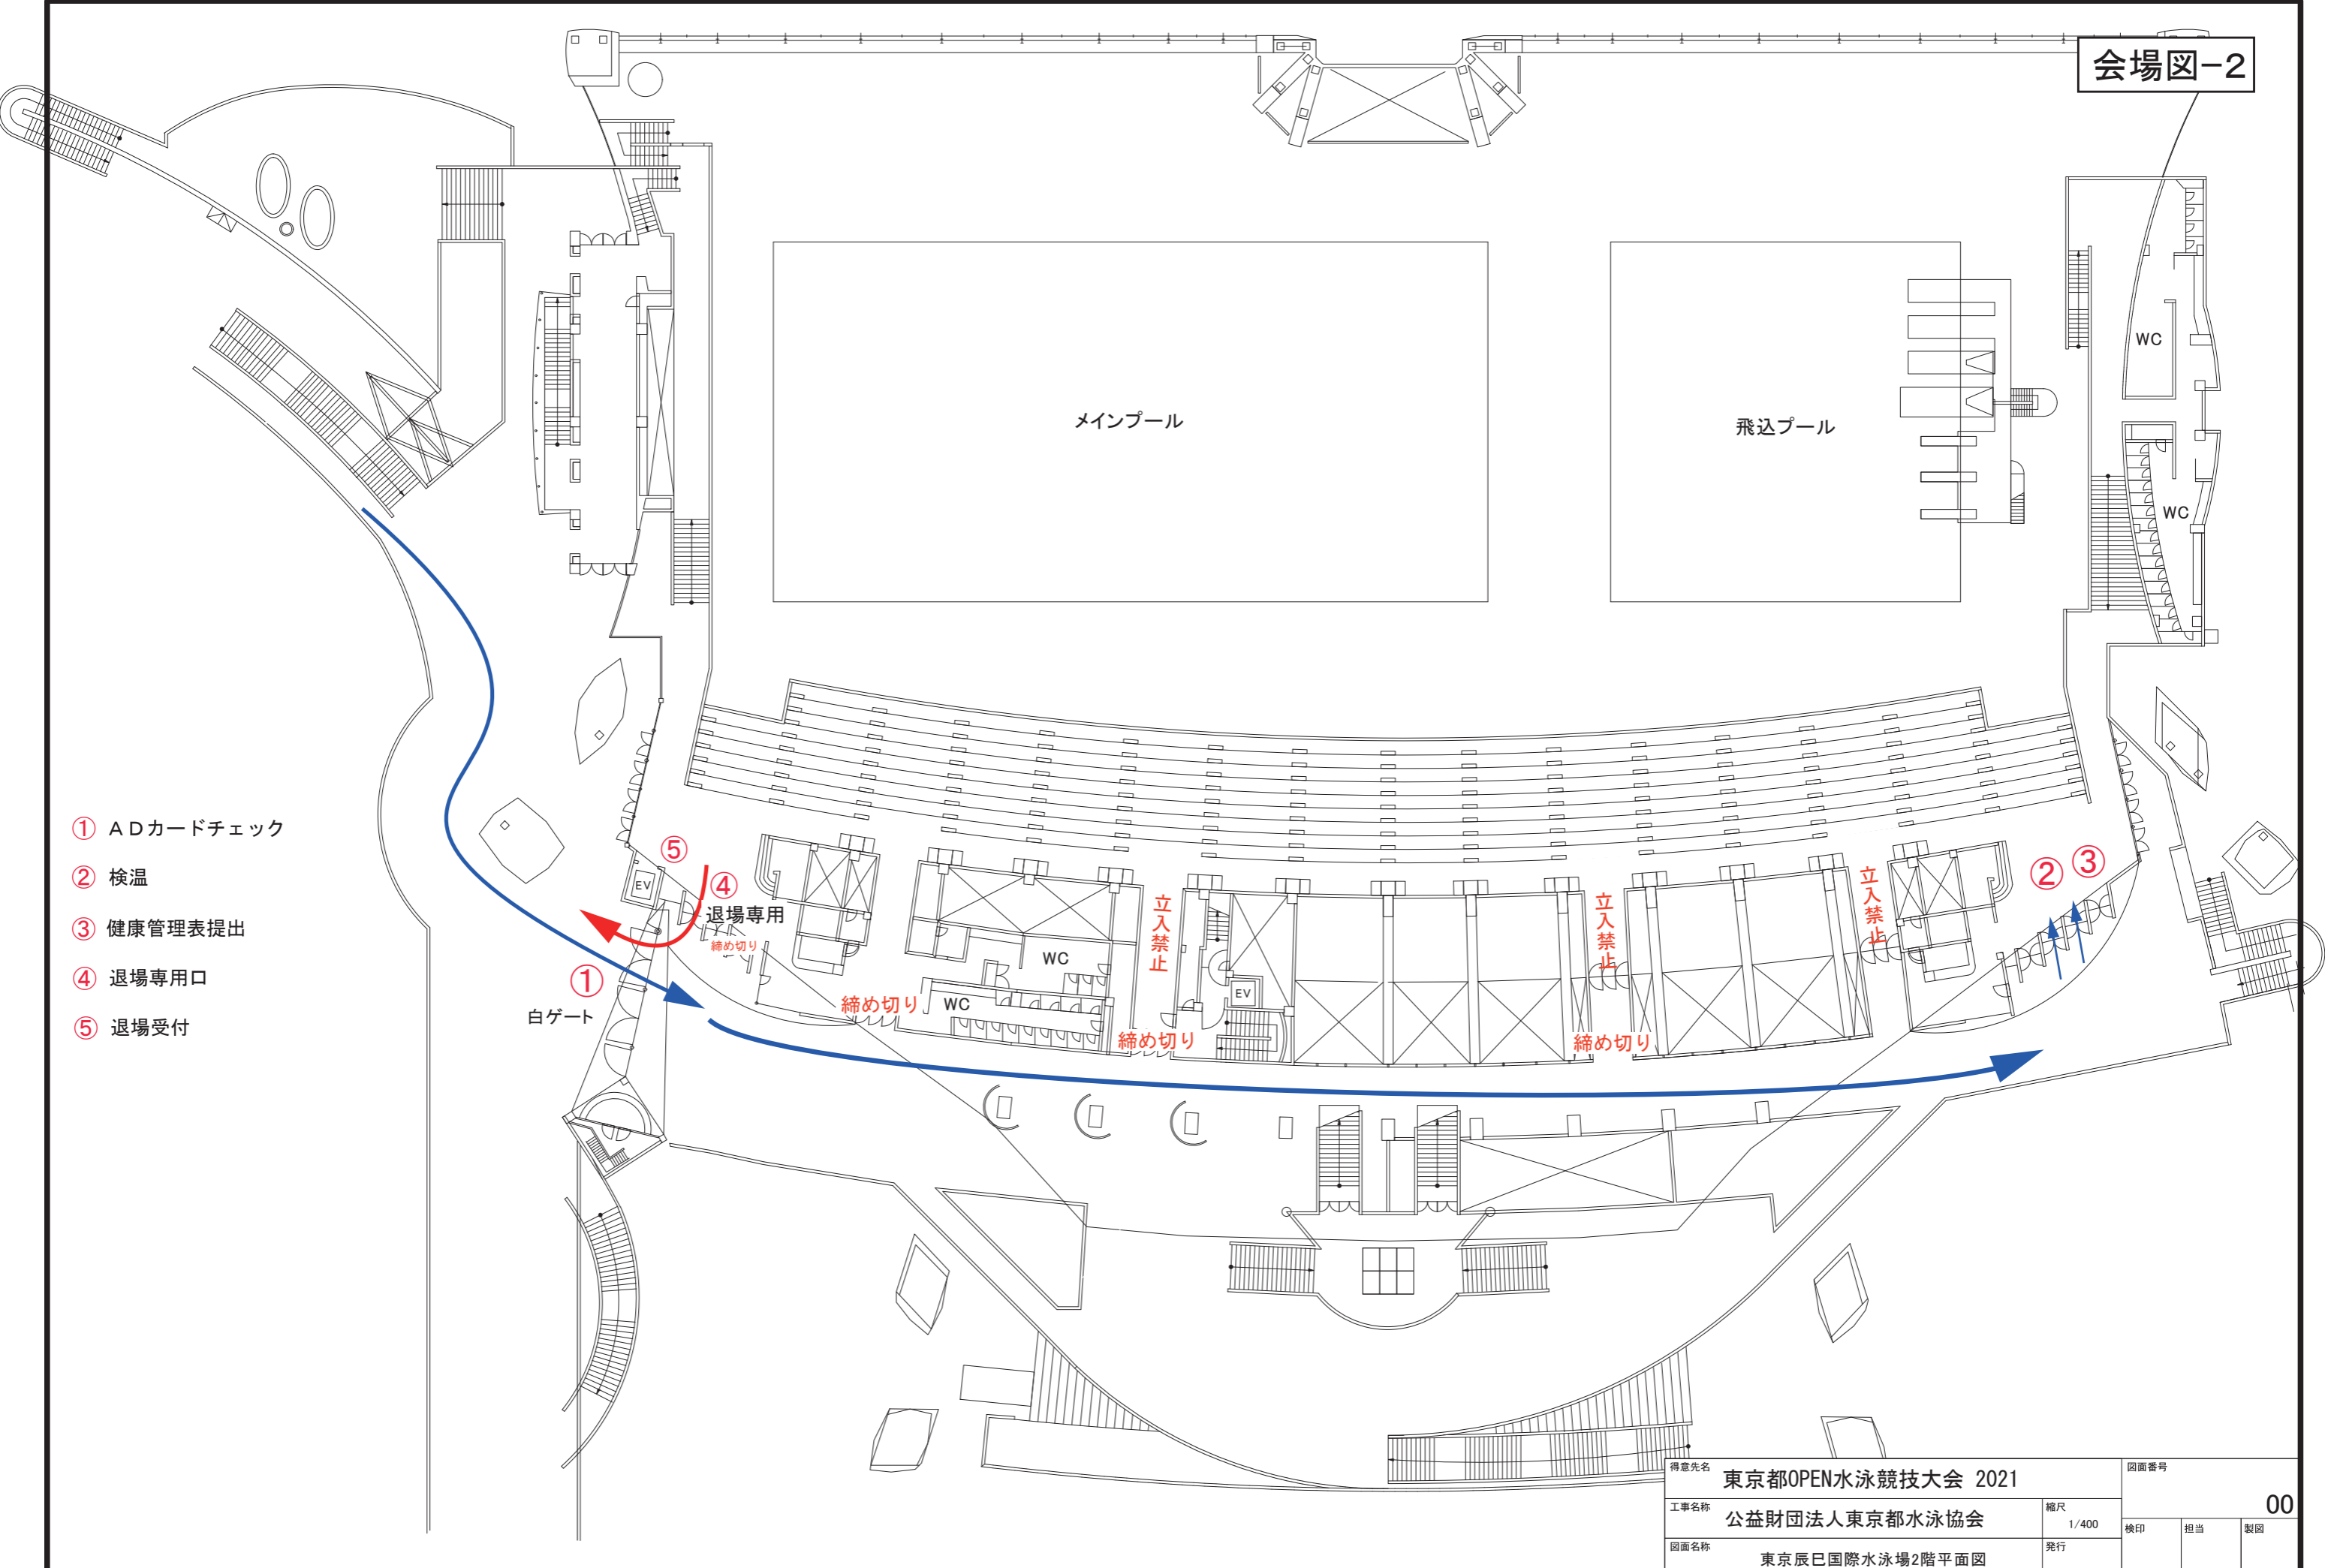 会場図−2
WC
WC
メインプール
飛込プール
① ＡＤカードチェック
② 検温
③ 健康管理表提出
④ 退場専用口
⑤ 退場受付
⑤
EV
④
退場専用
締め切り
①
白ゲート
締め切り
WC
WC
立入禁止
締め切り
EV
立入禁止
締め切り
立入禁止
②
③
得意先名
東京都OPEN水泳競技大会 2021
図面番号
00
工事名称
公益財団法人東京都水泳協会
縮尺
1/400
検印
担当
製図
図面名称
東京辰巳国際水泳場2階平面図
発行